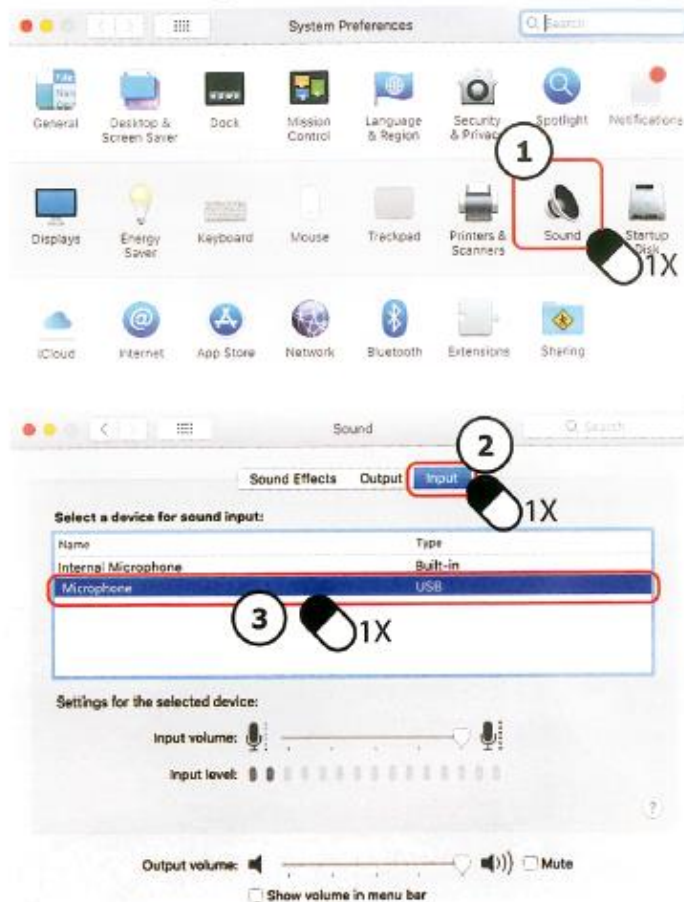 System Preferences
Search
General
Desktop &
Screen Saver
Dock
Mission
Control
Language
& Region
Security
& Privacy
Spotlight
Notifications
1
Displays
Energy
Saver
Keyboard
Mouse
Trackpad
Printers &
Scanners
Sound
Startup
Disk
1X
iCloud
Internet
App Store
Network
Bluetooth
Extensions
Sharing
Sound
Search
2
Sound Effects Output Input
1X
Select a device for sound input:
Name Type
Internal Microphone Built-in
Microphone USB
3
1X
Settings for the selected device:
Input volume:
Input level:
?
Output volume: Mute
Show volume in menu bar